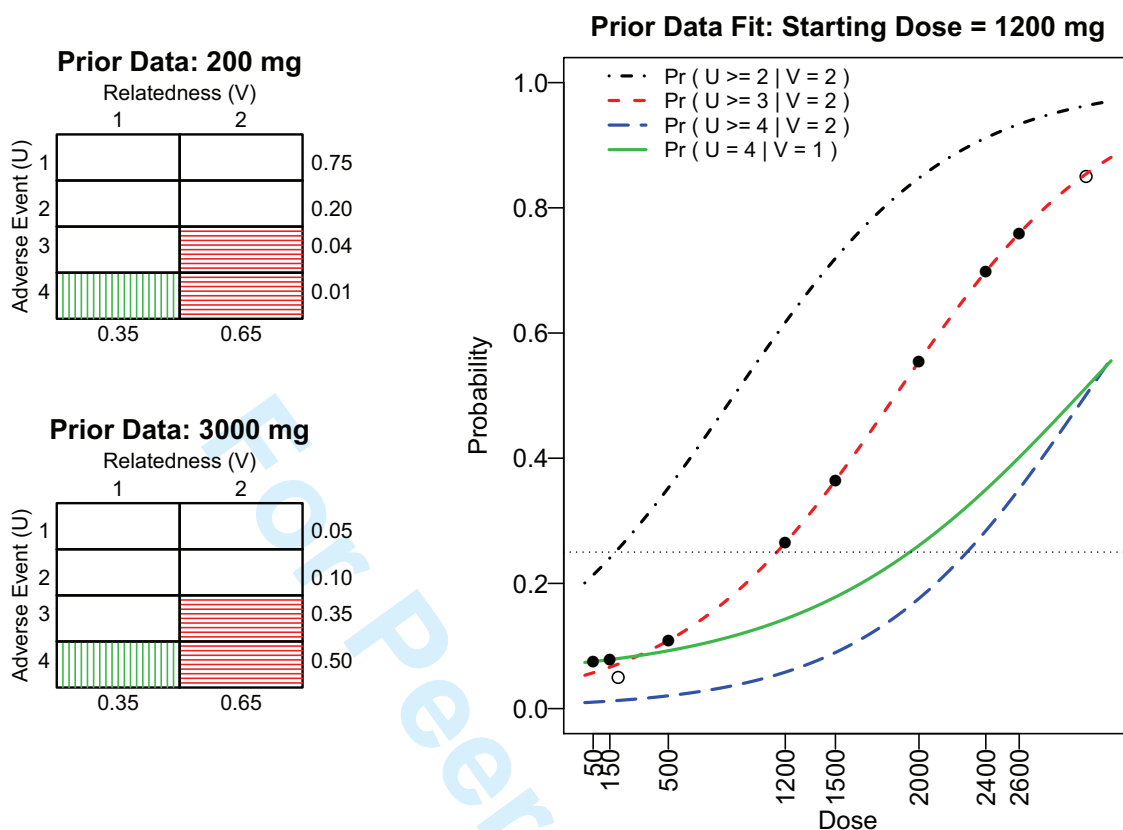 Prior Data: 200 mg
Relatedness (V)
1 2
Adverse Event (U)
1 0.75
2 0.20
3 0.04
4 0.01
0.35 0.65
Prior Data: 3000 mg
Relatedness (V)
1 2
Adverse Event (U)
1 0.05
2 0.10
3 0.35
4 0.50
0.35 0.65
For Peer
Prior Data Fit: Starting Dose = 1200 mg
Pr ( U >= 2 | V = 2 )
Pr ( U >= 3 | V = 2 )
Pr ( U >= 4 | V = 2 )
Pr ( U = 4 | V = 1 )
Probability
1.0
0.8
0.6
0.4
0.2
0.0
50 150 500 1200 1500 2000 2400 2600
Dose